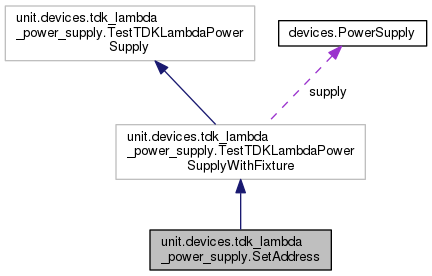 unit.devices.tdk_lambda
_power_supply.TestTDKLambdaPower
Supply
devices.PowerSupply
supply
unit.devices.tdk_lambda
_power_supply.TestTDKLambdaPower
SupplyWithFixture
unit.devices.tdk_lambda
_power_supply.SetAddress